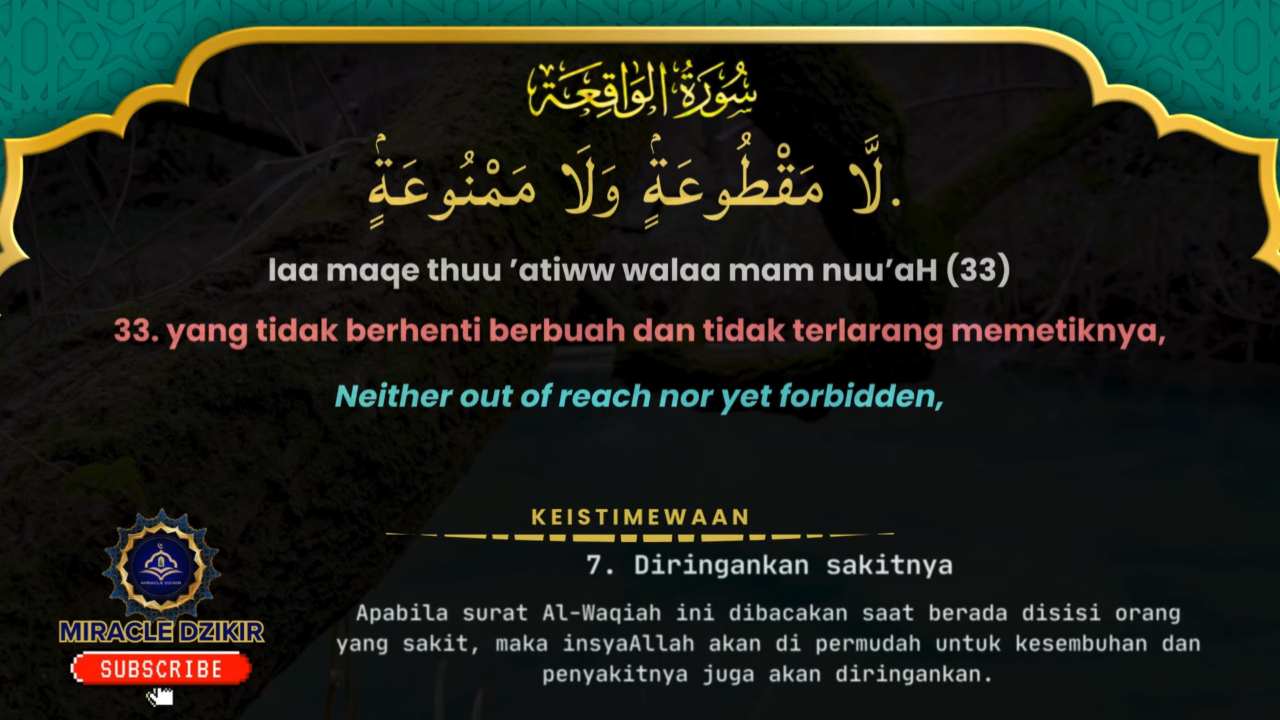 سُورَةُ الوَاقِعَة
لَّا مَقْطُوعَةٍۢ وَلَا مَمْنُوعَةٍۢ.
laa maqe thuu ’atiww walaa mam nuu’aH (33)
33. yang tidak berhenti berbuah dan tidak terlarang memetiknya,
Neither out of reach nor yet forbidden,
KEISTIMEWAAN
7. Diringankan sakitnya
Apabila surat Al-Waqiah ini dibacakan saat berada disisi orang
yang sakit, maka insyaAllah akan di permudah untuk kesembuhan dan
penyakitnya juga akan diringankan.
MIRACLE DZIKIR
MIRACLE DZIKIR
SUBSCRIBE